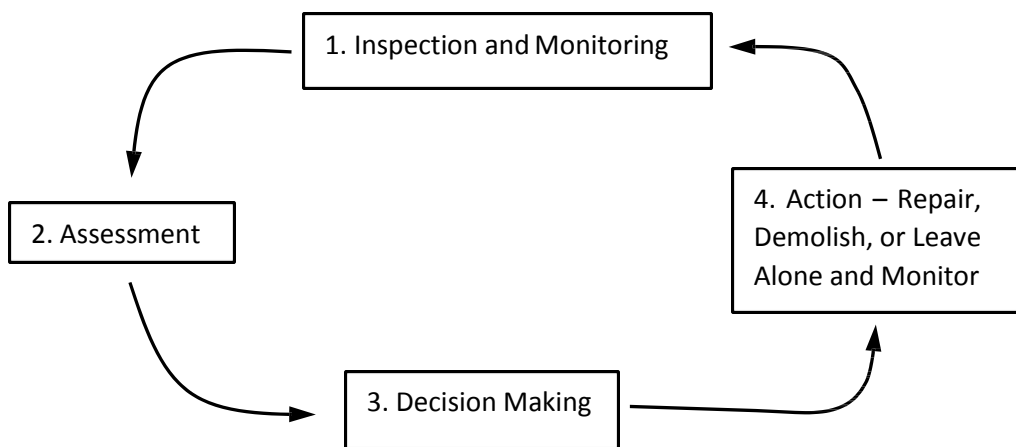 1. Inspection and Monitoring
2. Assessment
3. Decision Making
4. Action – Repair,
Demolish, or Leave
Alone and Monitor